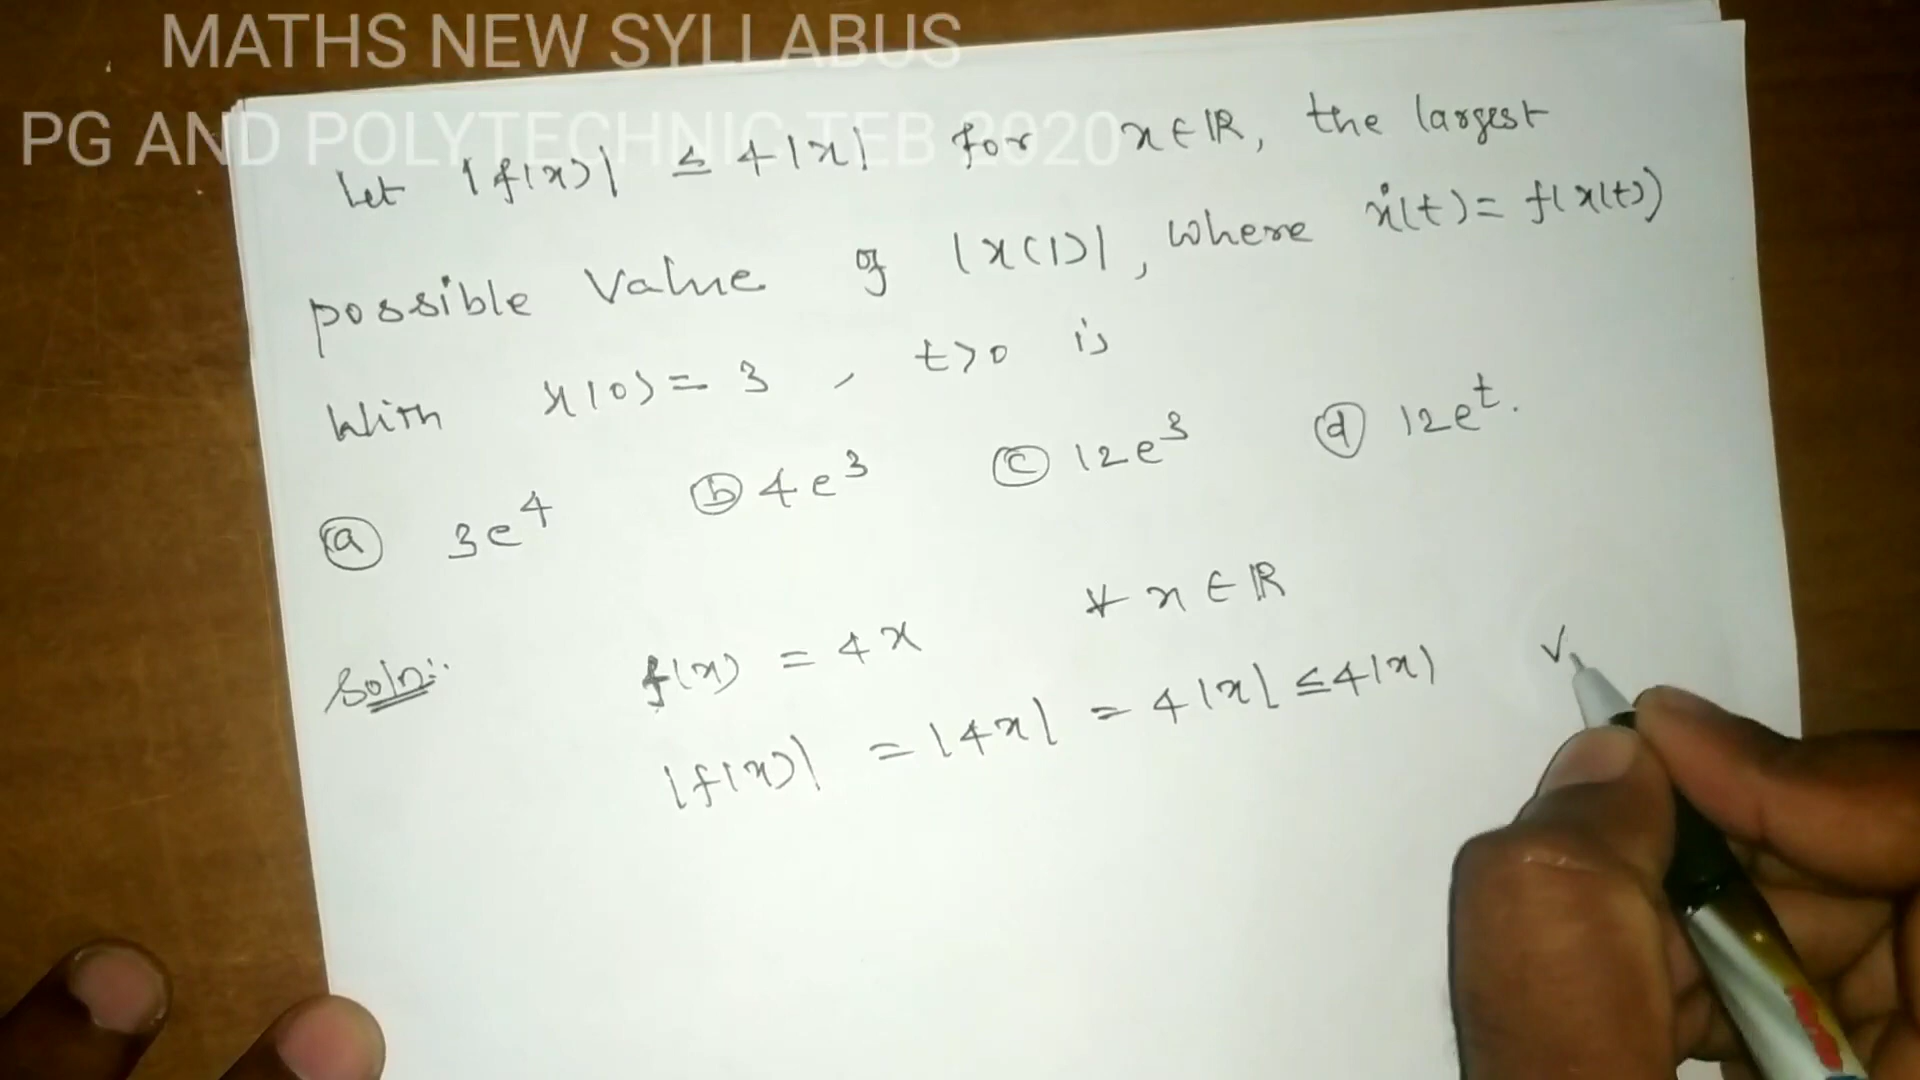 MATHS NEW SYLLABUS
PG AND POLYTECHNIC TEB 2020
Let |f(x)| ≤ 4|x| for x ∈ ℝ, the largest
possible value of |x(1)|, where ẋ(t) = f(x(t))
with x(0) = 3, t>0 is
ⓐ 3e⁴ ⓑ 4e³ ⓒ 12e³ ⓓ 12eᵗ.
Soln:. f(x) = 4x ∀ x ∈ ℝ
|f(x)| = |4x| = 4|x| ≤ 4|x|